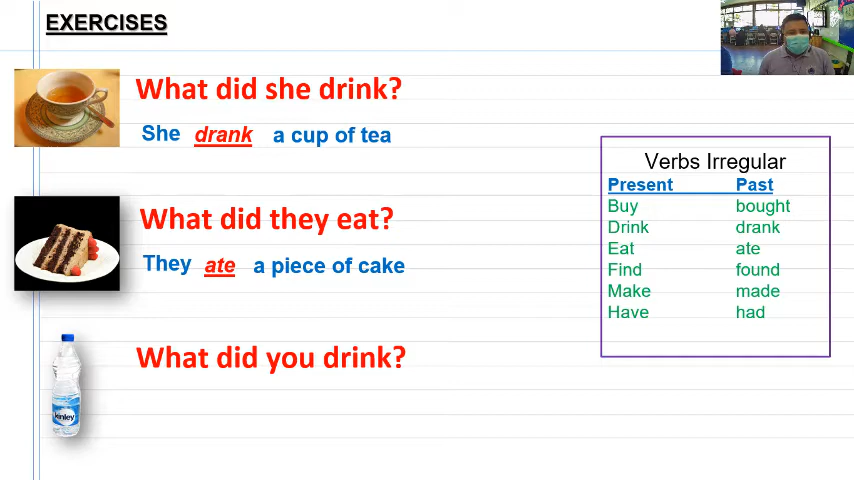 EXERCISES
What did she drink?
She drank a cup of tea
What did they eat?
They ate a piece of cake
What did you drink?
kinley
Verbs Irregular
Present Past
Buy bought
Drink drank
Eat ate
Find found
Make made
Have had